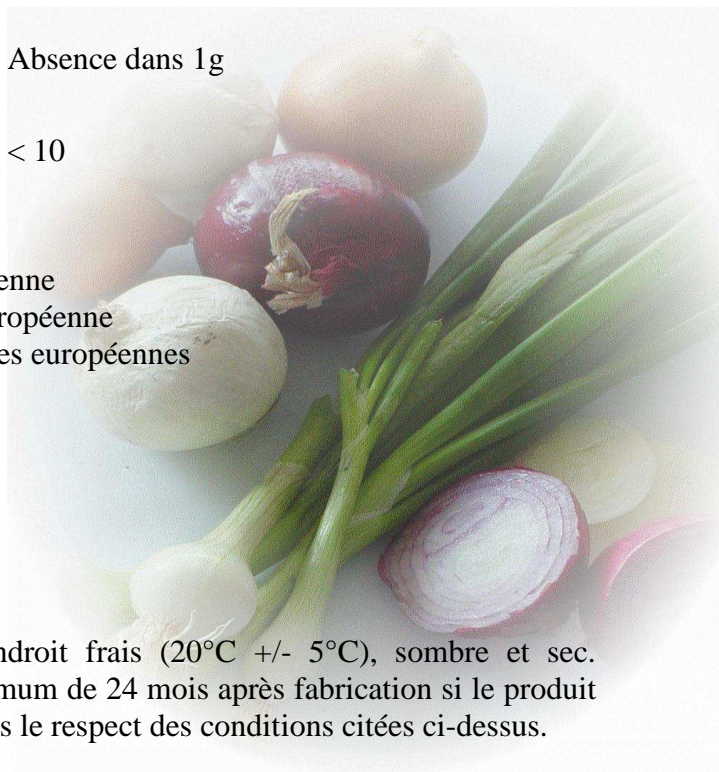 Absence dans 1g
< 10
enne
ropéenne
es européennes
ndroit frais (20°C +/- 5°C), sombre et sec.
mum de 24 mois après fabrication si le produit
s le respect des conditions citées ci-dessus.